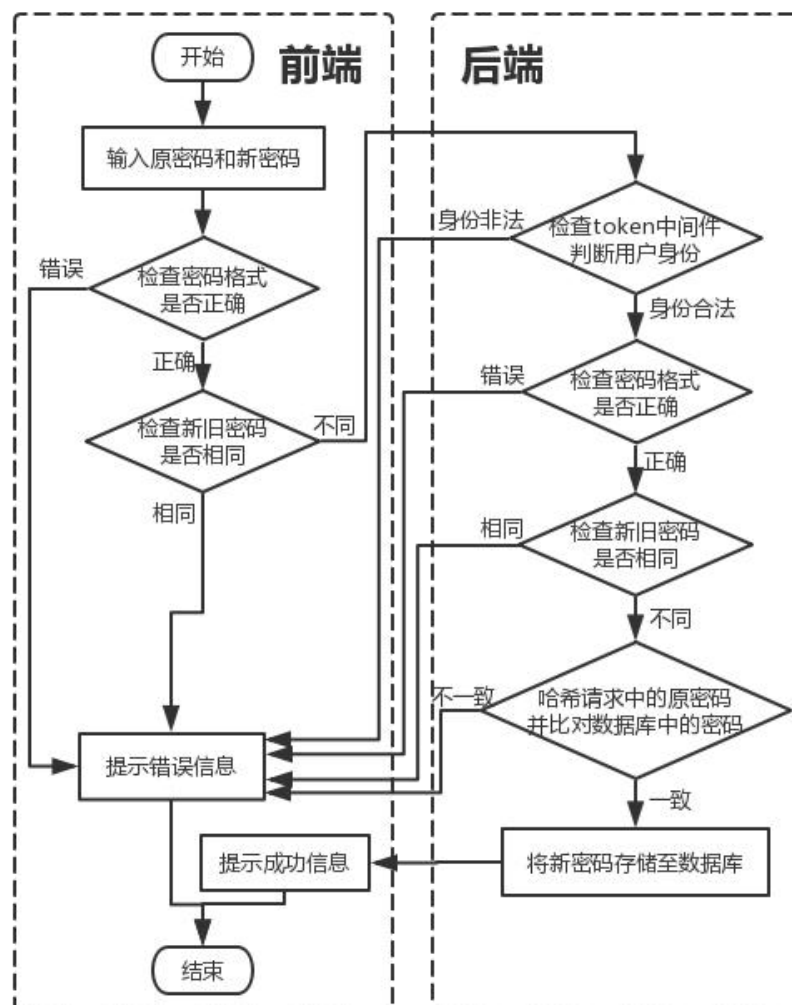 开始
前端
后端
输入原密码和新密码
身份非法
检查token中间件
判断用户身份
错误
检查密码格式
是否正确
身份合法
正确
错误
检查密码格式
是否正确
检查新旧密码
是否相同
不同
正确
相同
相同
检查新旧密码
是否相同
不同
不一致
哈希请求中的原密码
并比对数据库中的密码
提示错误信息
一致
提示成功信息
将新密码存储至数据库
结束